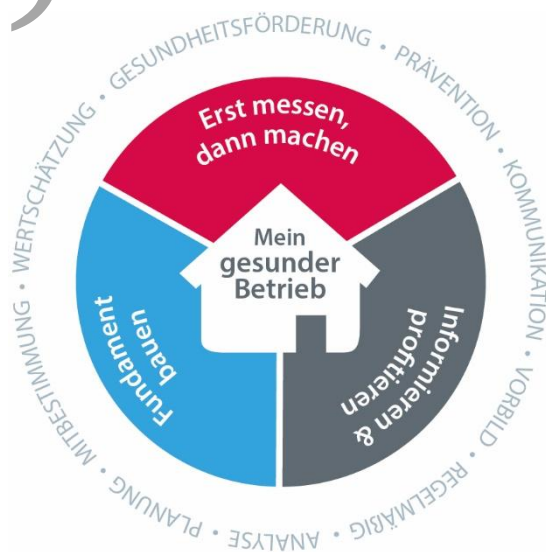 GESUNDHEITSFÖRDERUNG • PRÄVENTION • KOMMUNIKATION • VORBILD • REGELMÄßIG • ANALYSE • PLANUNG • MITBESTIMMUNG • WERTSCHÄTZUNG •
Erst messen,
dann machen
Mein
gesunder
Betrieb
Fundament
bauen
Informieren &
profitieren